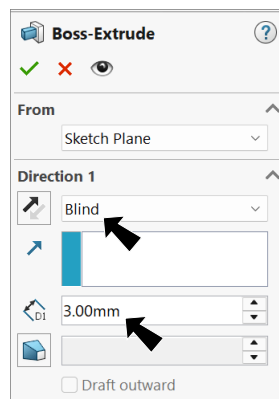 Boss-Extrude
?
From
Sketch Plane
Direction 1
Blind
D1
3.00mm
Draft outward